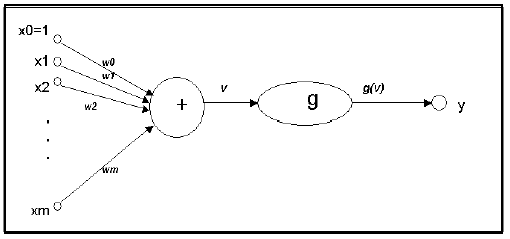 x0=1
w0
x1
w1
x2
w2
+
v
g
g(v)
y
.
.
.
wm
xm